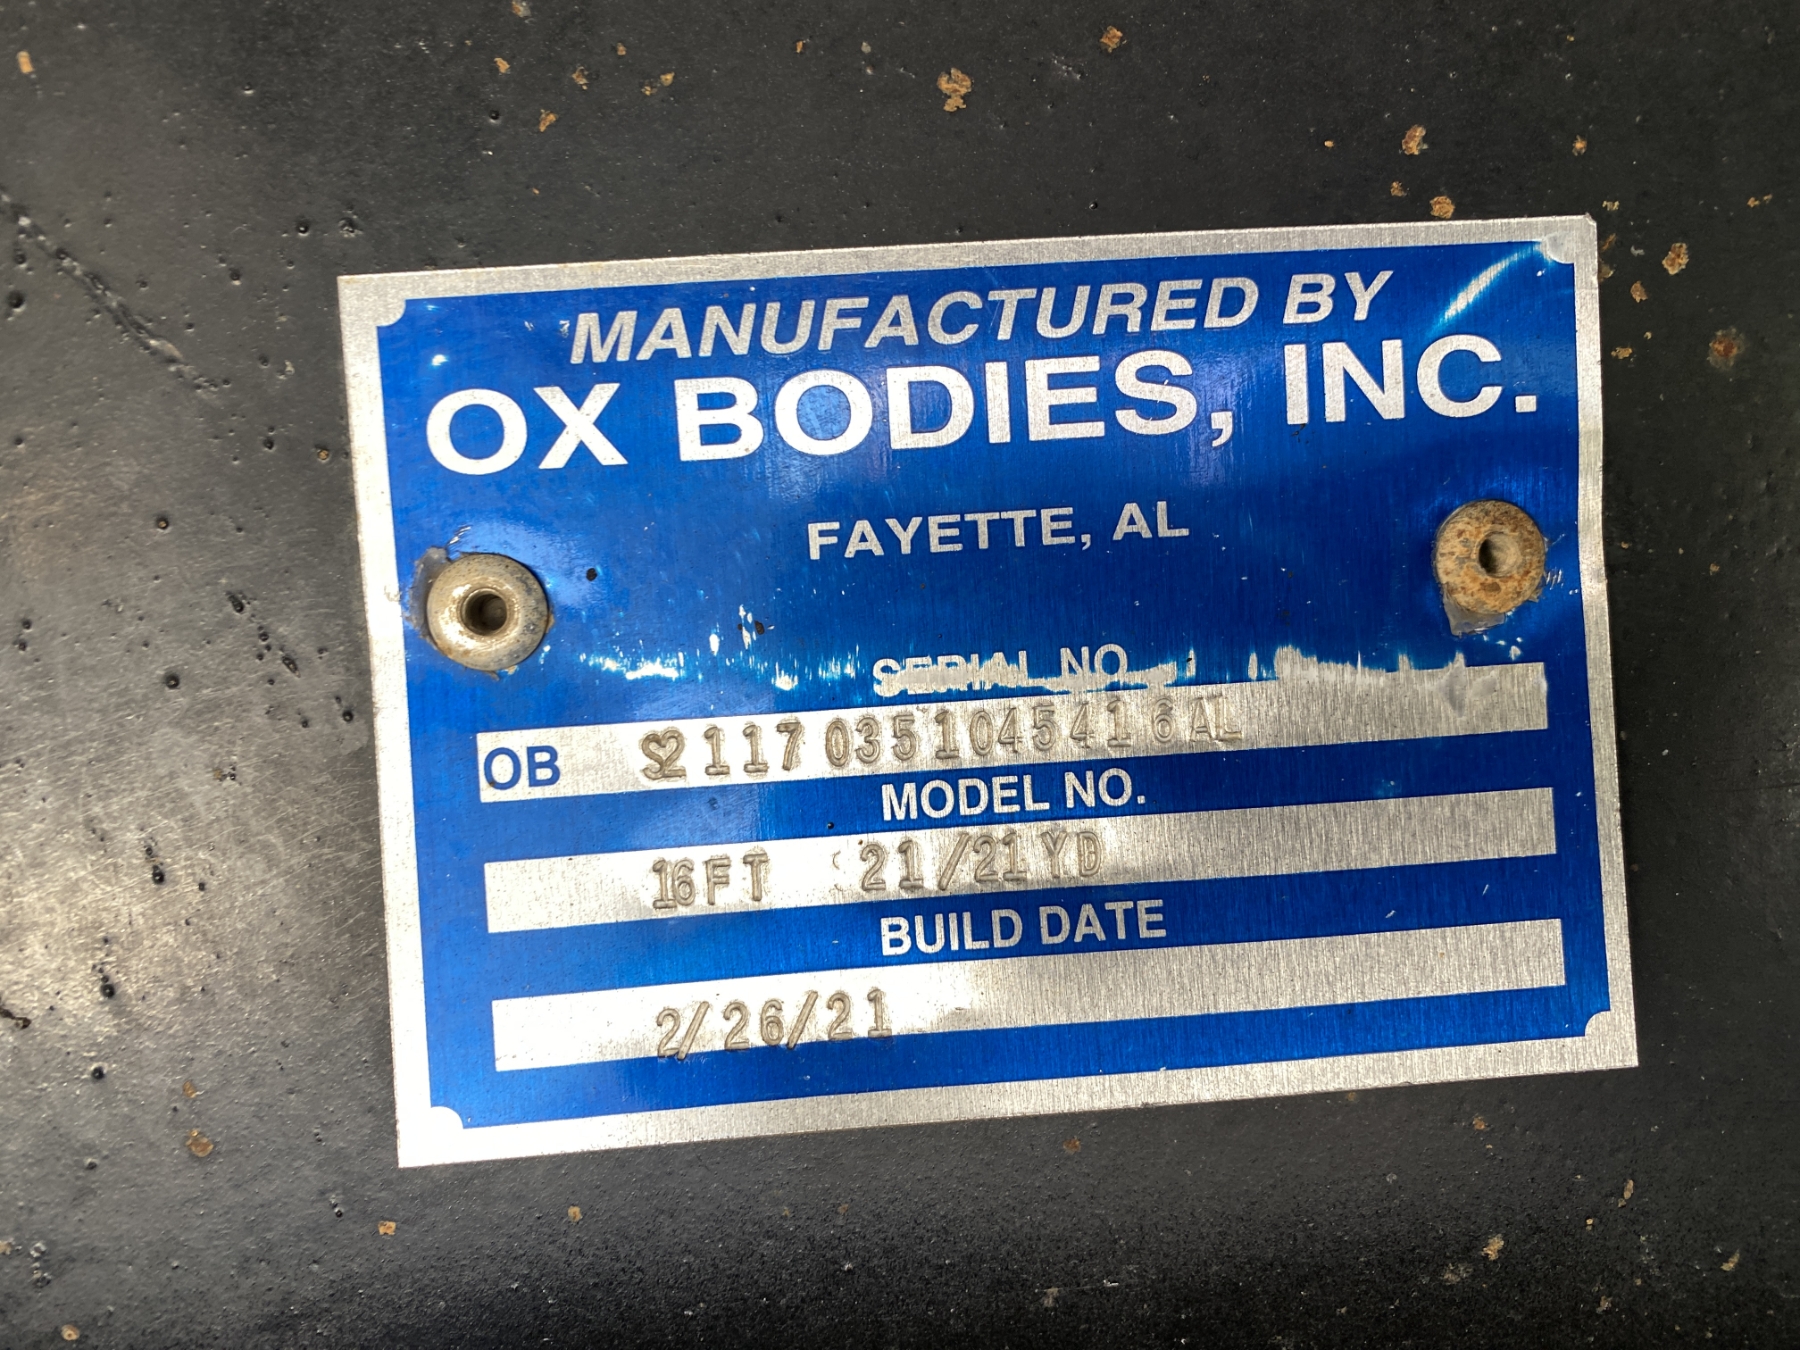 MANUFACTURED BY
OX BODIES, INC.
FAYETTE, AL
SERIAL NO.
OB S2117035104541 6AL
MODEL NO.
16FT 21/21YD
BUILD DATE
2/26/21